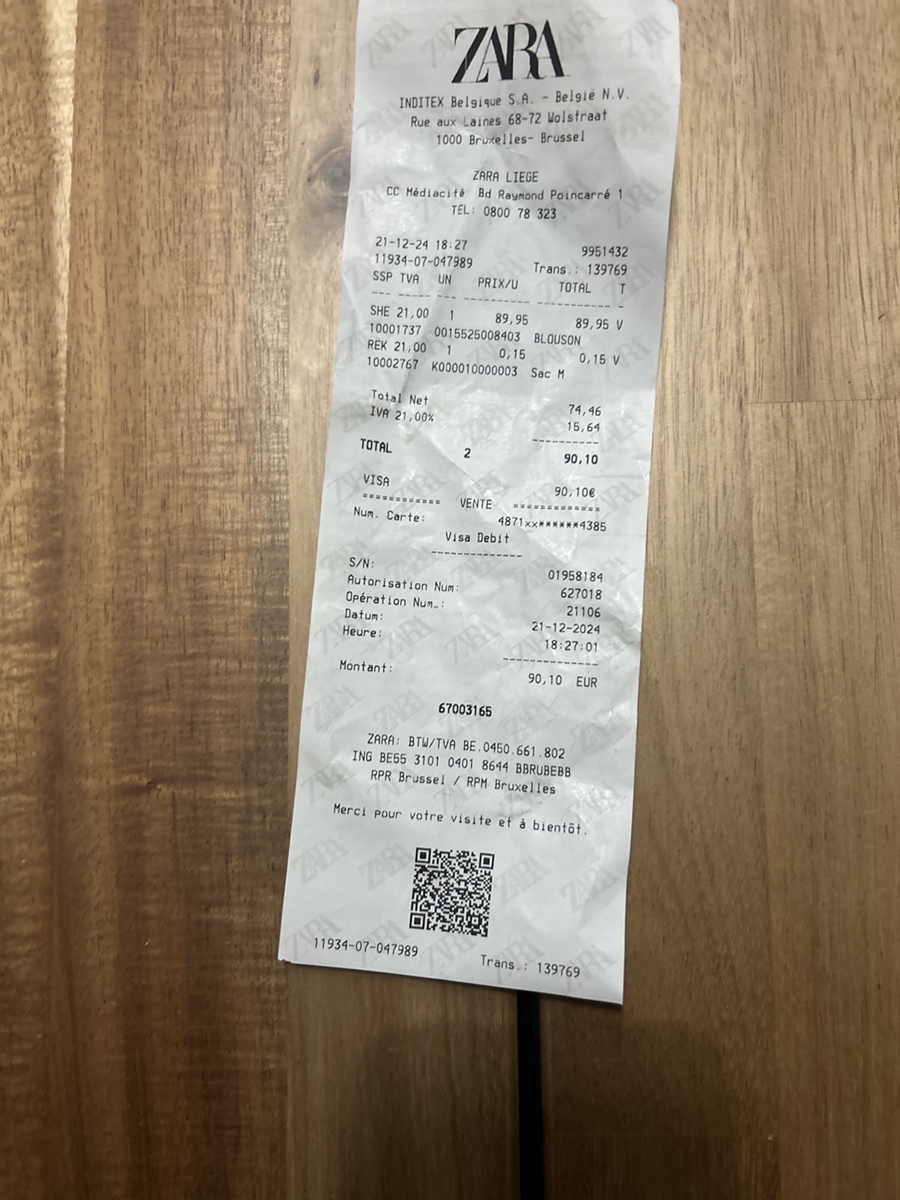 ZARA
INDITEX Belgique S.A. - België N.V.
Rue aux Laines 68-72 Wolstraat
1000 Bruxelles- Brussel
ZARA LIEGE
CC Médiacité Bd Raymond Poincarré 1
TEL: 0800 78 323
21-12-24 18:27 9951432
11934-07-047989 Trans.: 139769
SSP TVA UN PRIX/U TOTAL T
--- ----- --- ----------- ------------ -
SHE 21,00 1 89,95 89,95 V
10001737 0015525008403 BLOUSON
REK 21,00 1 0,15 0,15 V
10002767 K000010000003 Sac M
Total Net 74,46
IVA 21,00% 15,64
----------
TOTAL 2 90,10
VISA 90,10€
============ VENTE =============
Num. Carte: 4871xx******4385
Visa Debit
--------------
S/N: 01958184
Autorisation Num: 627018
Opération Num.: 21106
Datum: 21-12-2024
Heure: 18:27:01
--------------
Montant: 90,10 EUR
67003165
ZARA: BTW/TVA BE.0450.661.802
ING BE55 3101 0401 8644 BBRUBEBB
RPR Brussel / RPM Bruxelles
Merci pour votre visite et à bientôt.
11934-07-047989 Trans.: 139769